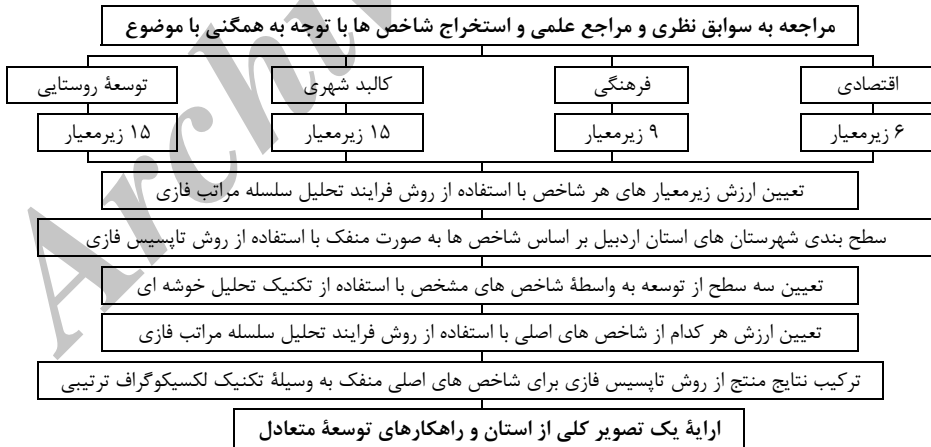 مراجعه به سوابق نظری و مراجع علمی و استخراج شاخص ها با توجه به همگنی با موضوع
اقتصادی
فرهنگی
کالبد شهری
توسعۀ روستایی
۶ زیرمعیار
۹ زیرمعیار
۱۵ زیرمعیار
۱۵ زیرمعیار
تعیین ارزش زیرمعیار های هر شاخص با استفاده از روش فرایند تحلیل سلسله مراتب فازی
سطح بندی شهرستان های استان اردبیل بر اساس شاخص ها به صورت منفک با استفاده از روش تاپسیس فازی
تعیین سه سطح از توسعه به واسطۀ شاخص های مشخص با استفاده از تکنیک تحلیل خوشه ای
تعیین ارزش هر کدام از شاخص های اصلی با استفاده از روش فرایند تحلیل سلسله مراتب فازی
ترکیب نتایج منتج از روش تاپسیس فازی برای شاخص های اصلی منفک به وسیلۀ تکنیک لکسیکوگراف ترتیبی
ارایۀ یک تصویر کلی از استان و راهکارهای توسعۀ متعادل